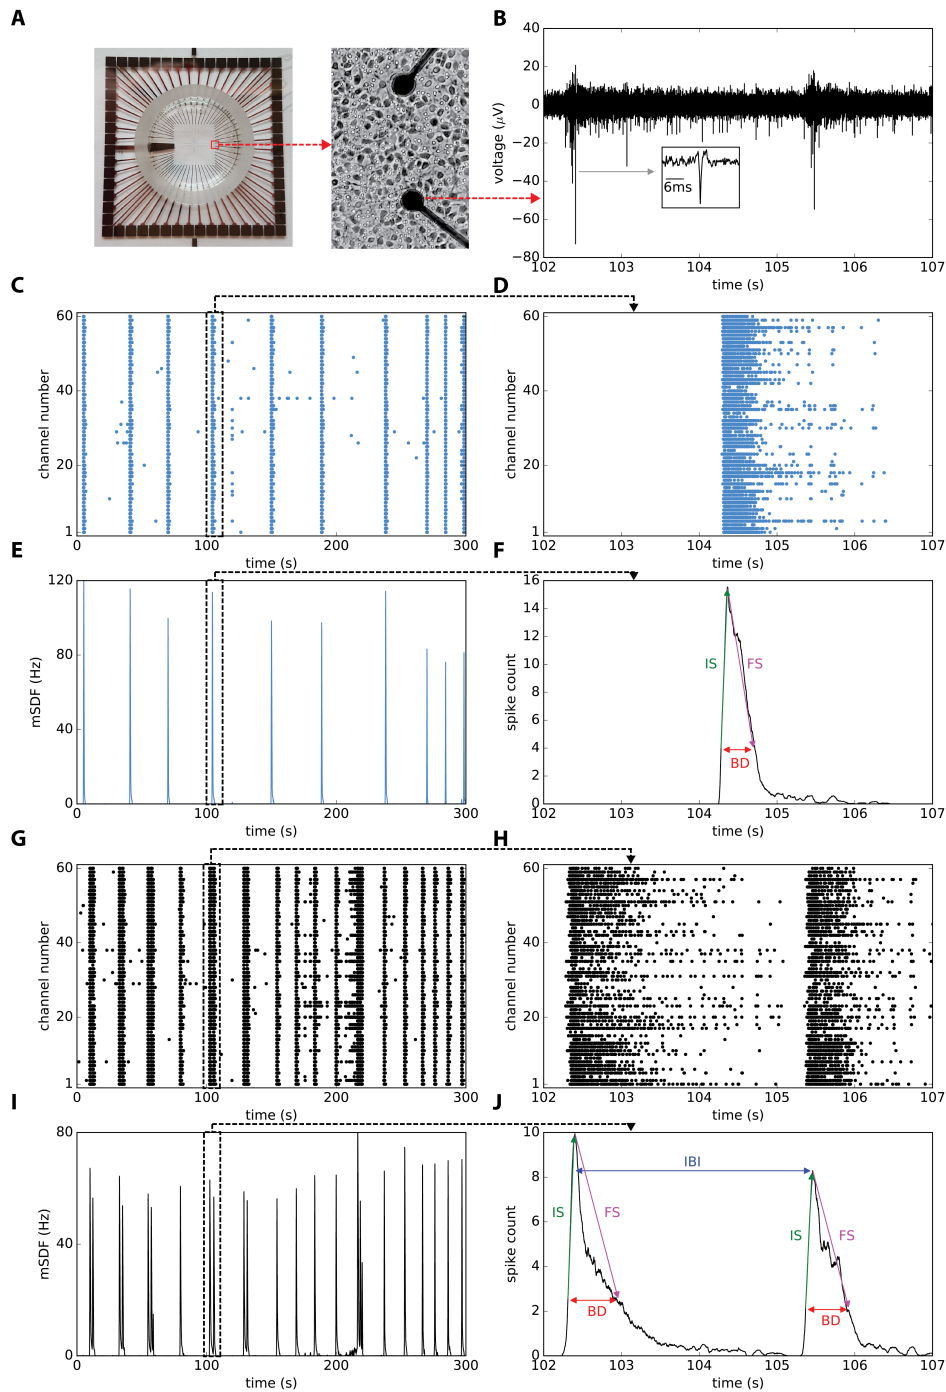 A
B
40
20
0
−20
−40
−60
−80
voltage (μV)
6ms
102 103 104 105 106 107
time (s)
C
D
60
40
20
1
channel number
0 100 200 300
time (s)
60
40
20
1
channel number
102 103 104 105 106 107
time (s)
E
F
120
80
40
0
mSDF (Hz)
0 100 200 300
time (s)
16
14
12
10
8
6
4
2
0
spike count
IS
FS
BD
102 103 104 105 106 107
time (s)
G
H
60
40
20
1
channel number
0 100 200 300
time (s)
60
40
20
1
channel number
102 103 104 105 106 107
time (s)
I
J
80
40
0
mSDF (Hz)
0 100 200 300
time (s)
10
8
6
4
2
0
spike count
IBI
IS
FS
BD
IS
FS
BD
102 103 104 105 106 107
time (s)